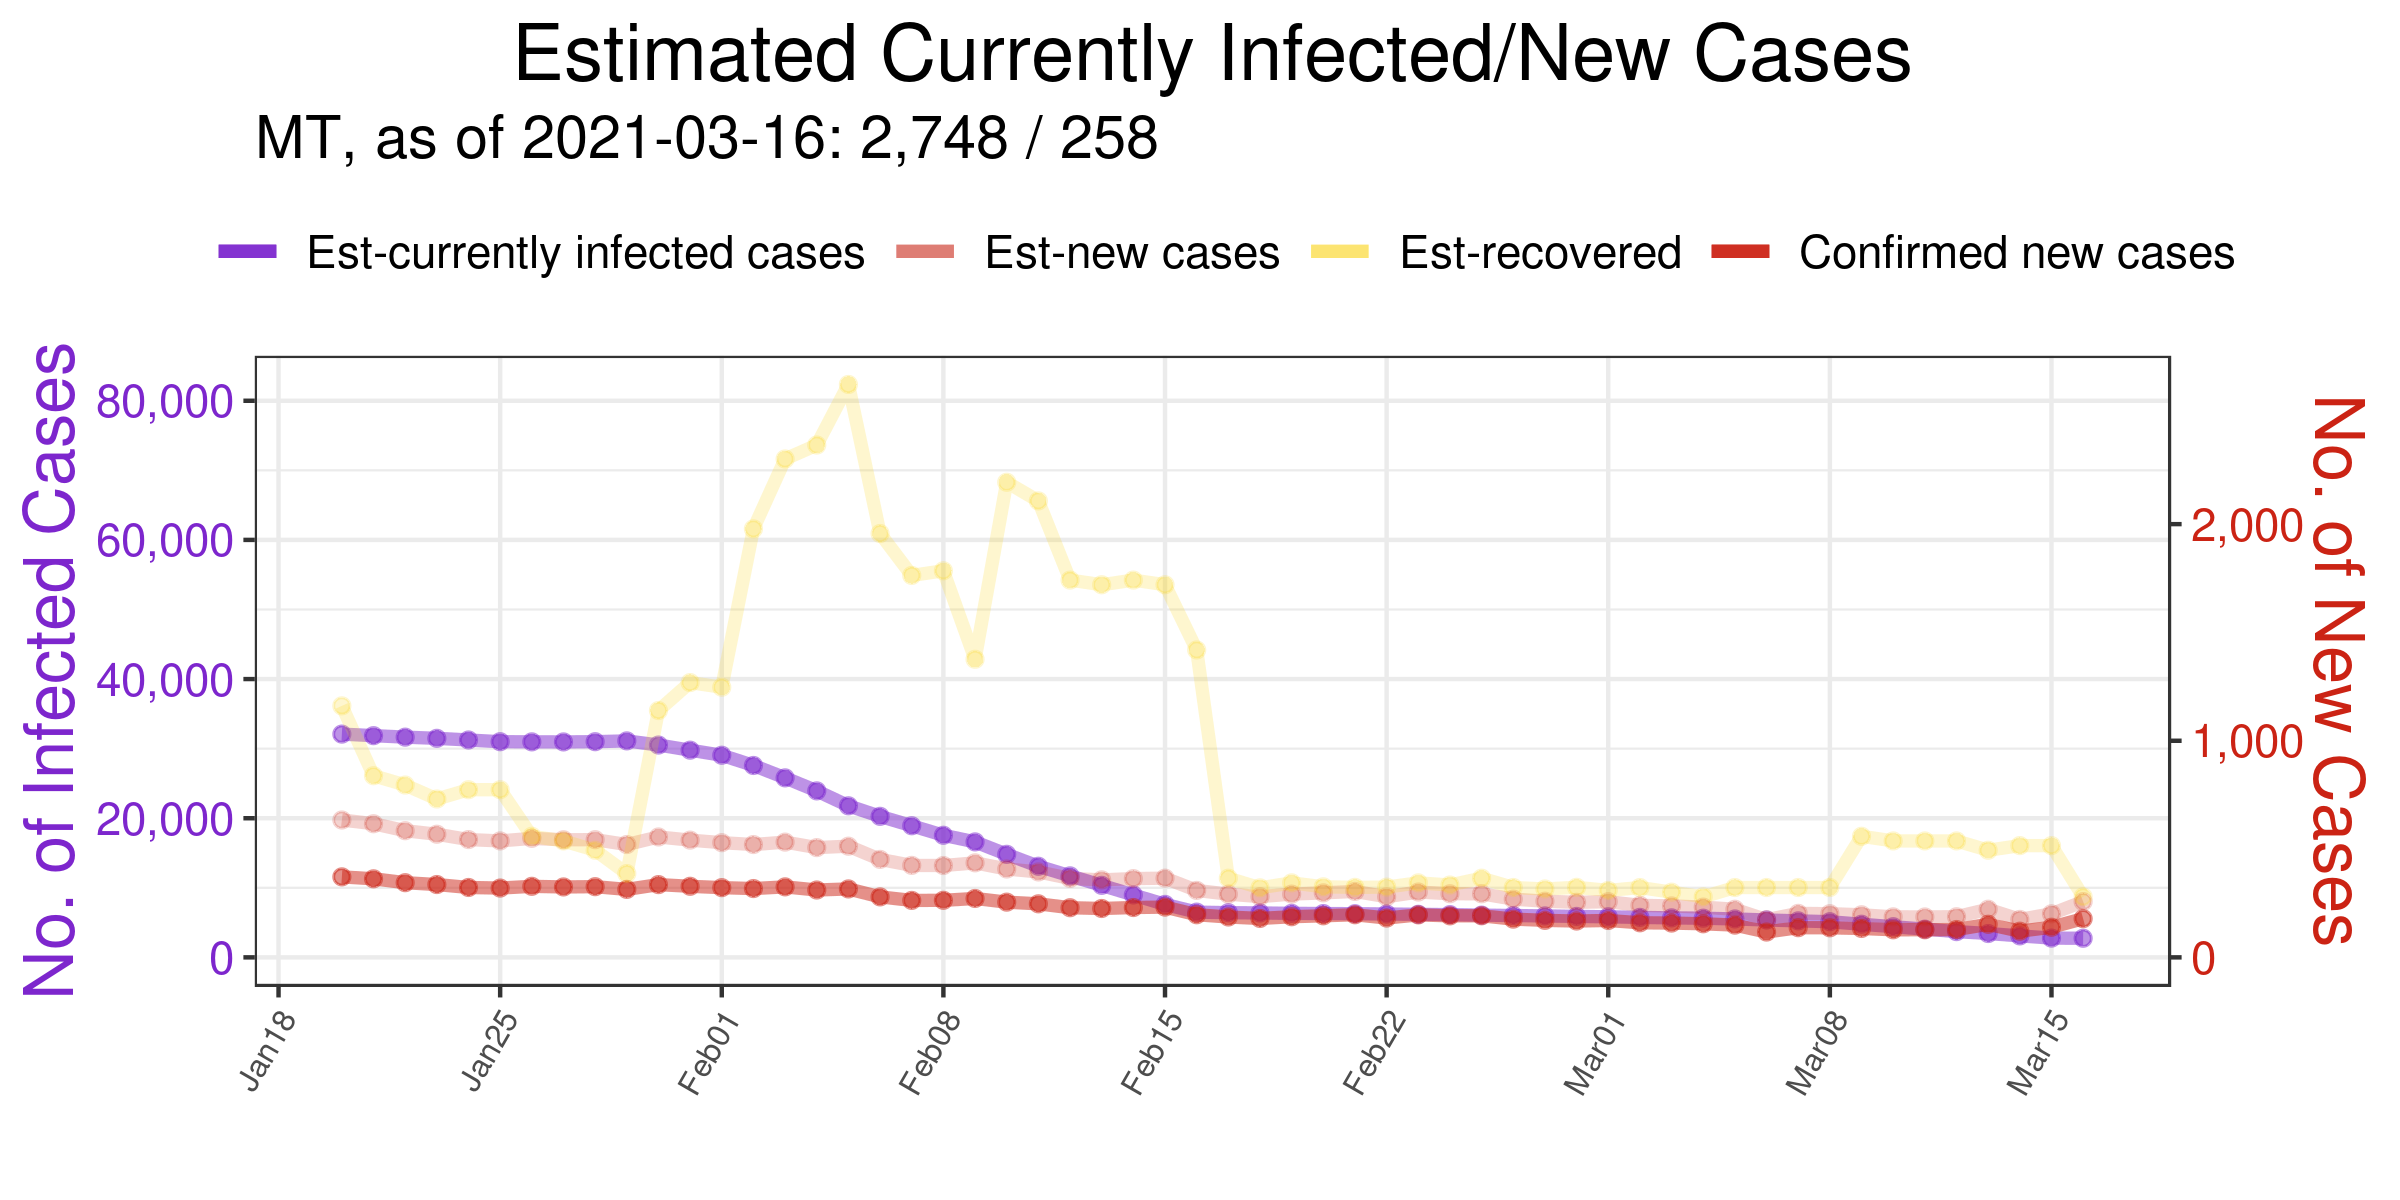 Estimated Currently Infected/New Cases
MT, as of 2021-03-16: 2,748 / 258
Est-currently infected cases
Est-new cases
Est-recovered
Confirmed new cases
No. of Infected Cases
80,000
60,000
40,000
20,000
0
2,000
1,000
0
No. of New Cases
Jan18
Jan25
Feb01
Feb08
Feb15
Feb22
Mar01
Mar08
Mar15